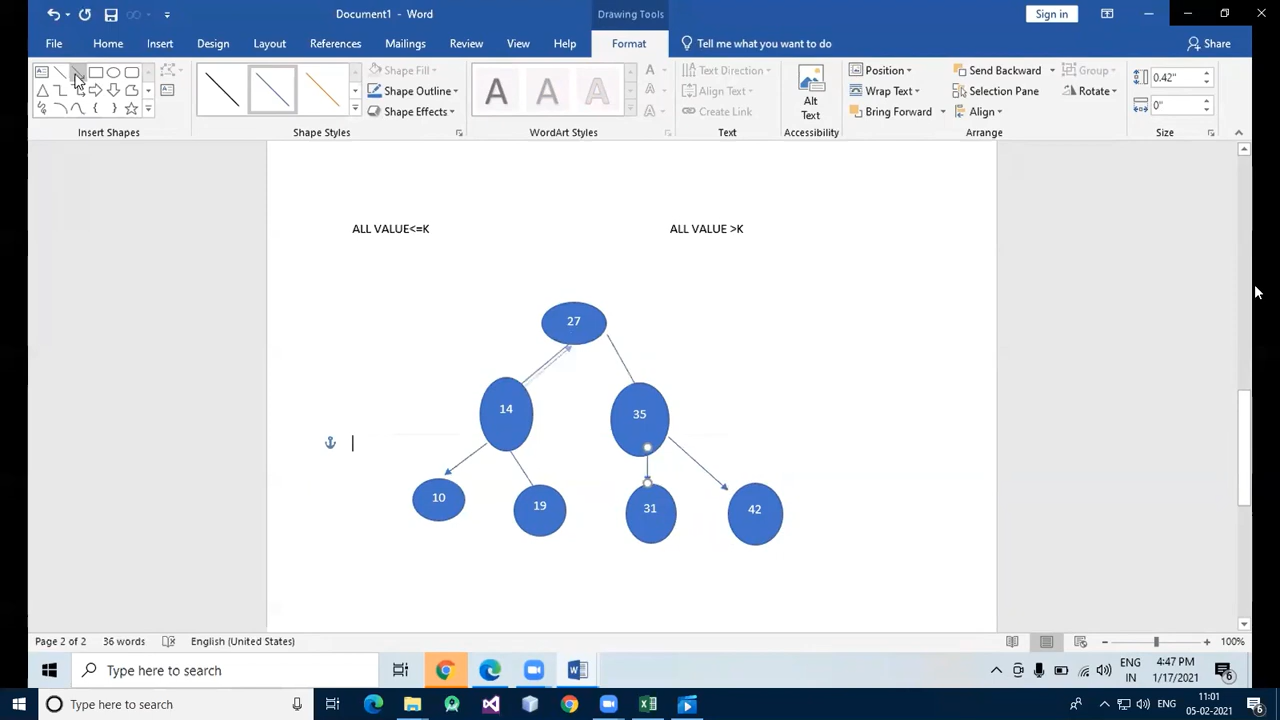 Document1 - Word
Drawing Tools
Sign in
File Home Insert Design Layout References Mailings Review View Help Format Tell me what you want to do Share
Shape Fill
Shape Outline
Shape Effects
A A A
A
A
A
Text Direction
Align Text
Create Link
Alt Text
Position
Wrap Text
Bring Forward
Send Backward
Selection Pane
Align
Group
Rotate
0.42"
0"
Insert Shapes Shape Styles WordArt Styles Text Accessibility Arrange Size
ALL VALUE<=K ALL VALUE >K
27
14 35
10 19 31 42
Page 2 of 2 36 words English (United States) 100%
Type here to search
ENG
IN
4:47 PM
1/17/2021
6
Type here to search
ENG
11:01
05-02-2021
6